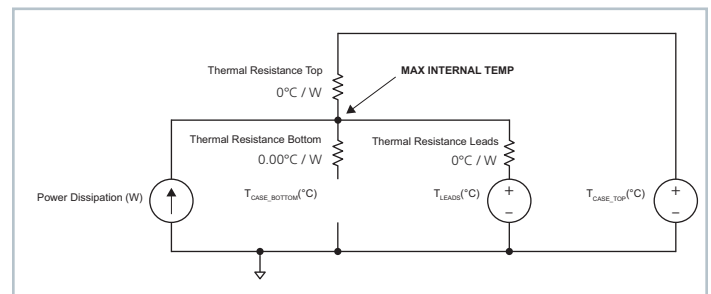 Thermal Resistance Top
0°C / W
MAX INTERNAL TEMP
Thermal Resistance Bottom
0.00°C / W
Thermal Resistance Leads
0°C / W
Power Dissipation (W)
TCASE_BOTTOM(°C)
TLEADS(°C)
+
–
TCASE_TOP(°C)
+
–